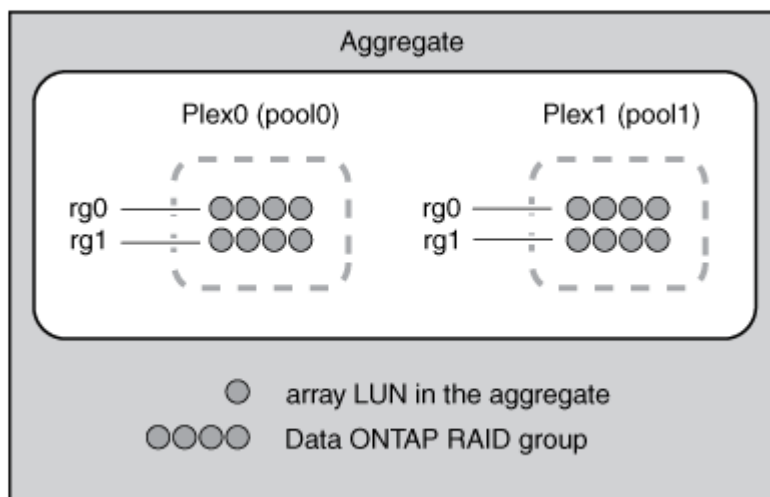 Aggregate
Plex0 (pool0) Plex1 (pool1)
rg0 rg0
rg1 rg1
array LUN in the aggregate
Data ONTAP RAID group